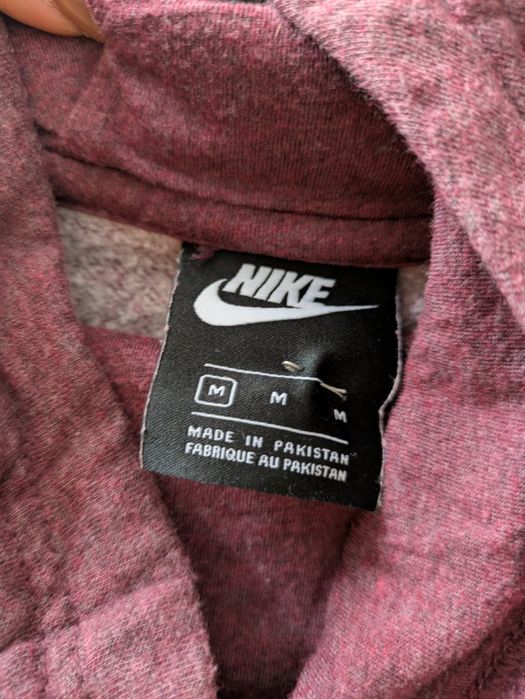 NIKE
M M M
MADE IN PAKISTAN
FABRIQUE AU PAKISTAN